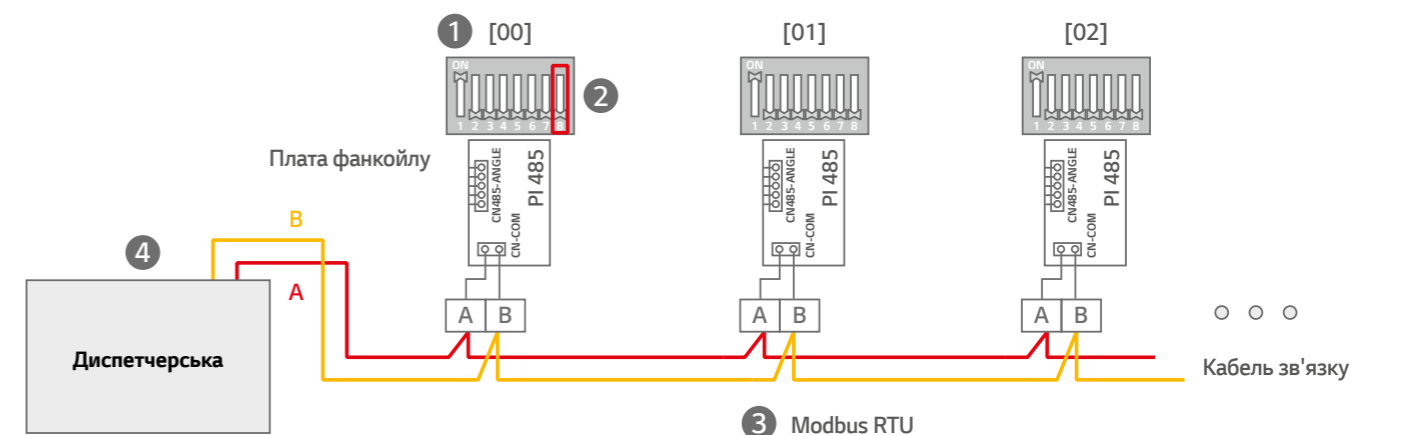 1 [00] [01] [02]
ON ON ON
2
1 2 3 4 5 6 7 8 1 2 3 4 5 6 7 8 1 2 3 4 5 6 7 8
Плата фанкойлу
CN485-ANGLE PI 485 CN-COM
CN485-ANGLE PI 485 CN-COM
CN485-ANGLE PI 485 CN-COM
B
4
A
A B A B A B
Диспетчерська
Кабель зв'язку
3 Modbus RTU